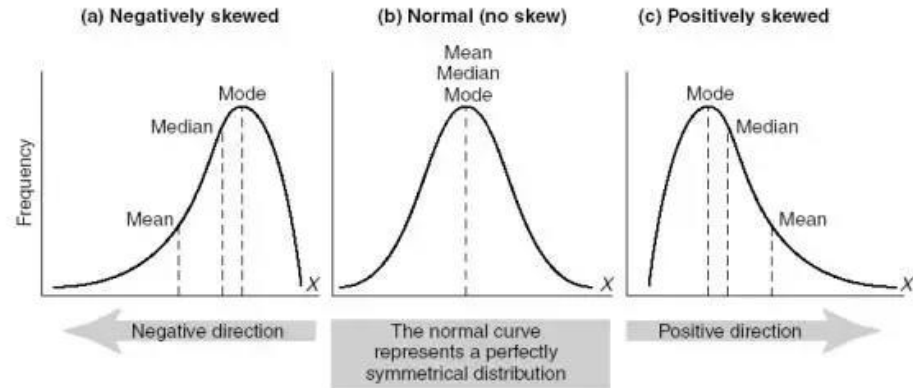 (a) Negatively skewed
(b) Normal (no skew)
(c) Positively skewed
Frequency
Mode
Median
Mean
X
Mean
Median
Mode
X
Mode
Median
Mean
X
Negative direction
The normal curve
represents a perfectly
symmetrical distribution
Positive direction